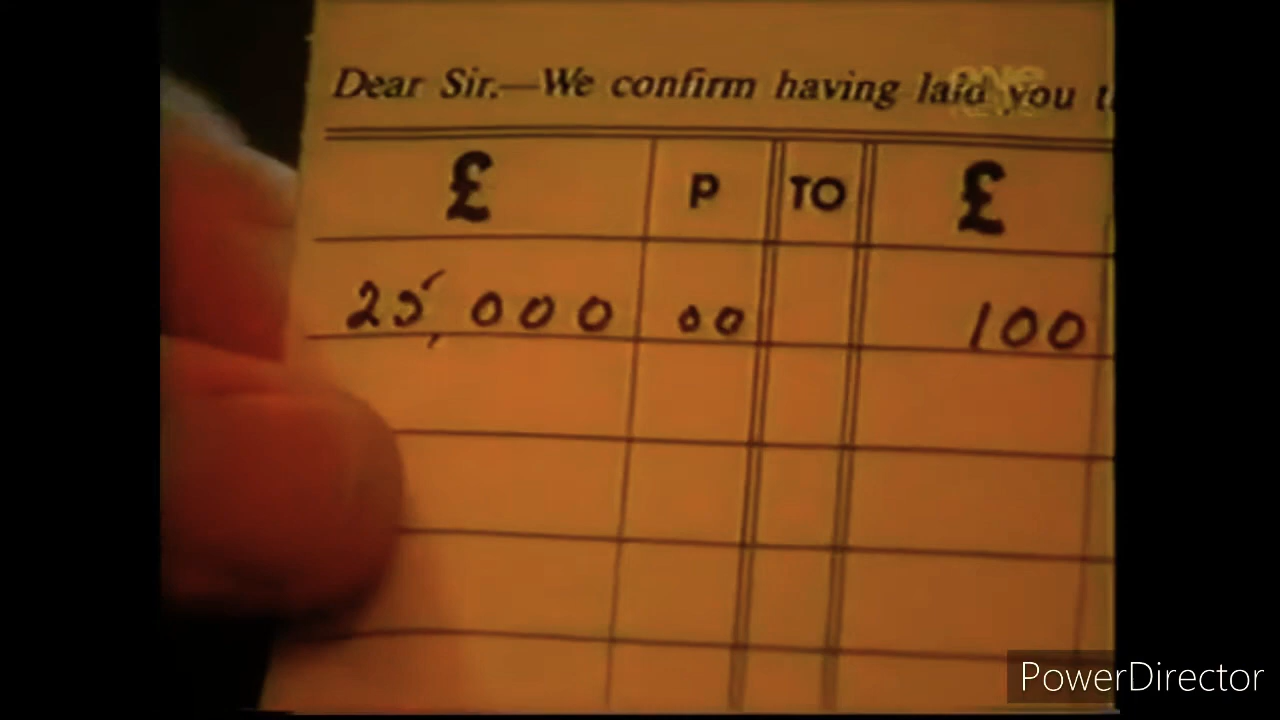 Dear Sir.—We confirm having laid you
£ P TO £
25,000 00 100
PowerDirector